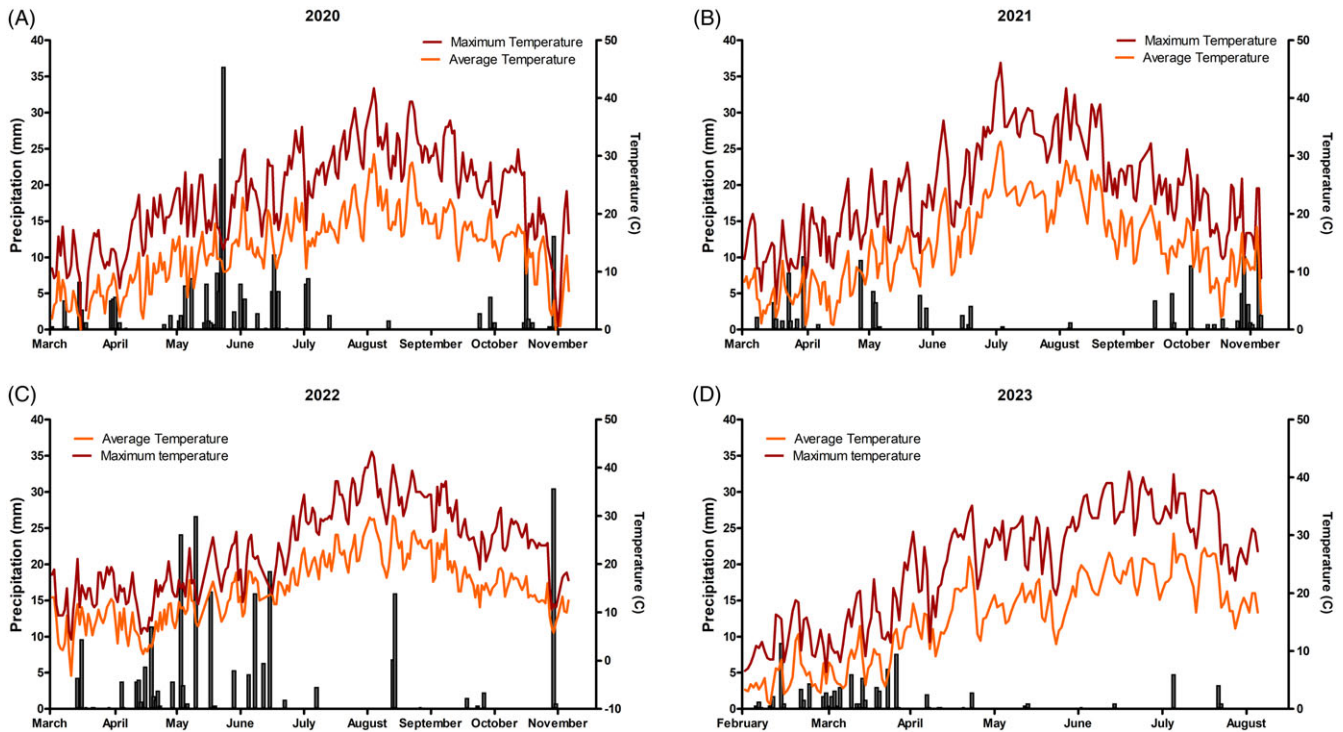 (A)
2020
Precipitation (mm)
40
35
30
25
20
15
10
5
0
Maximum Temperature
Average Temperature
50
40
30
20
10
0
Temperature (C)
March April May June July August September October November
(B)
2021
Precipitation (mm)
40
35
30
25
20
15
10
5
0
Maximum Temperature
Average Temperature
50
40
30
20
10
0
Temperature (C)
March April May June July August September October November
(C)
2022
Precipitation (mm)
40
35
30
25
20
15
10
5
0
Average Temperature
Maximum temperature
50
40
30
20
10
0
-10
Temperature (C)
March April May June July August September October November
(D)
2023
Precipitation (mm)
40
35
30
25
20
15
10
5
0
Average Temperature
Maximum temperature
50
40
30
20
10
0
Temperature (C)
February March April May June July August